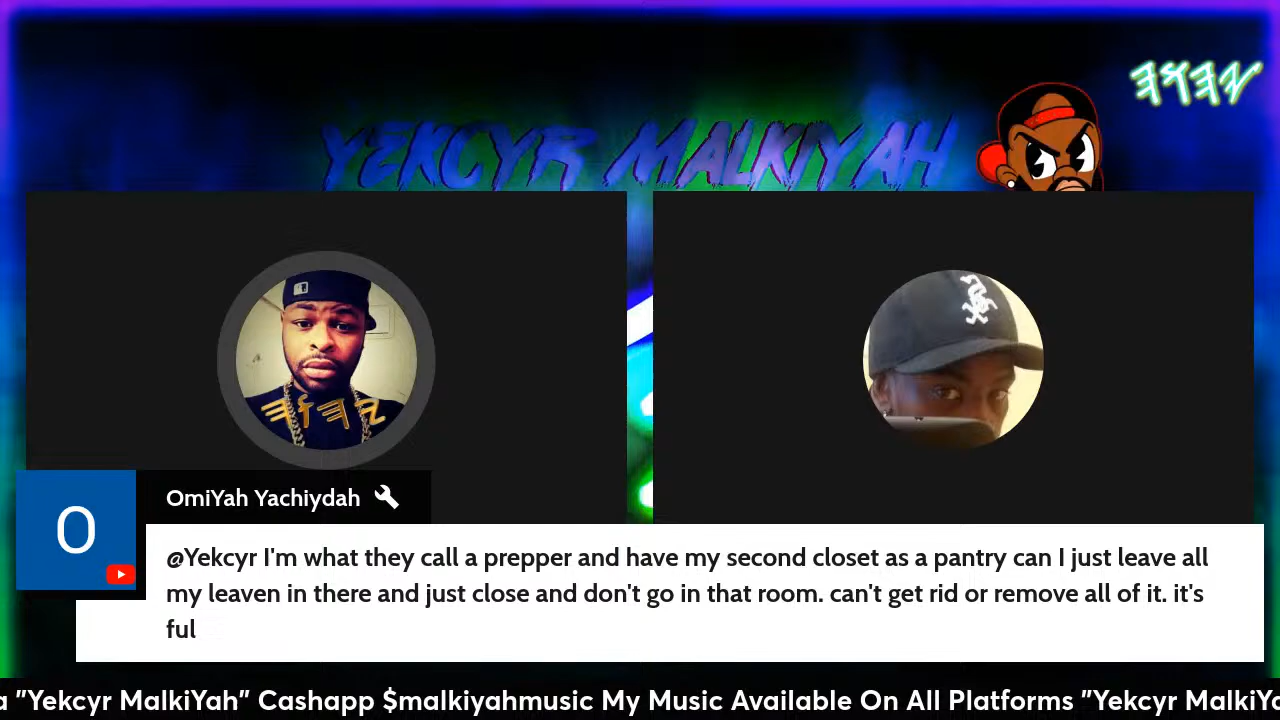 𐤉𐤄𐤅𐤄
YEKCYR MALKIYAH
𐤉𐤄𐤅𐤄
O
OmiYah Yachiydah
@Yekcyr I'm what they call a prepper and have my second closet as a pantry can I just leave all
my leaven in there and just close and don't go in that room. can't get rid or remove all of it. it's
ful
a "Yekcyr MalkiYah" Cashapp $malkiyahmusic My Music Available On All Platforms "Yekcyr MalkiYa